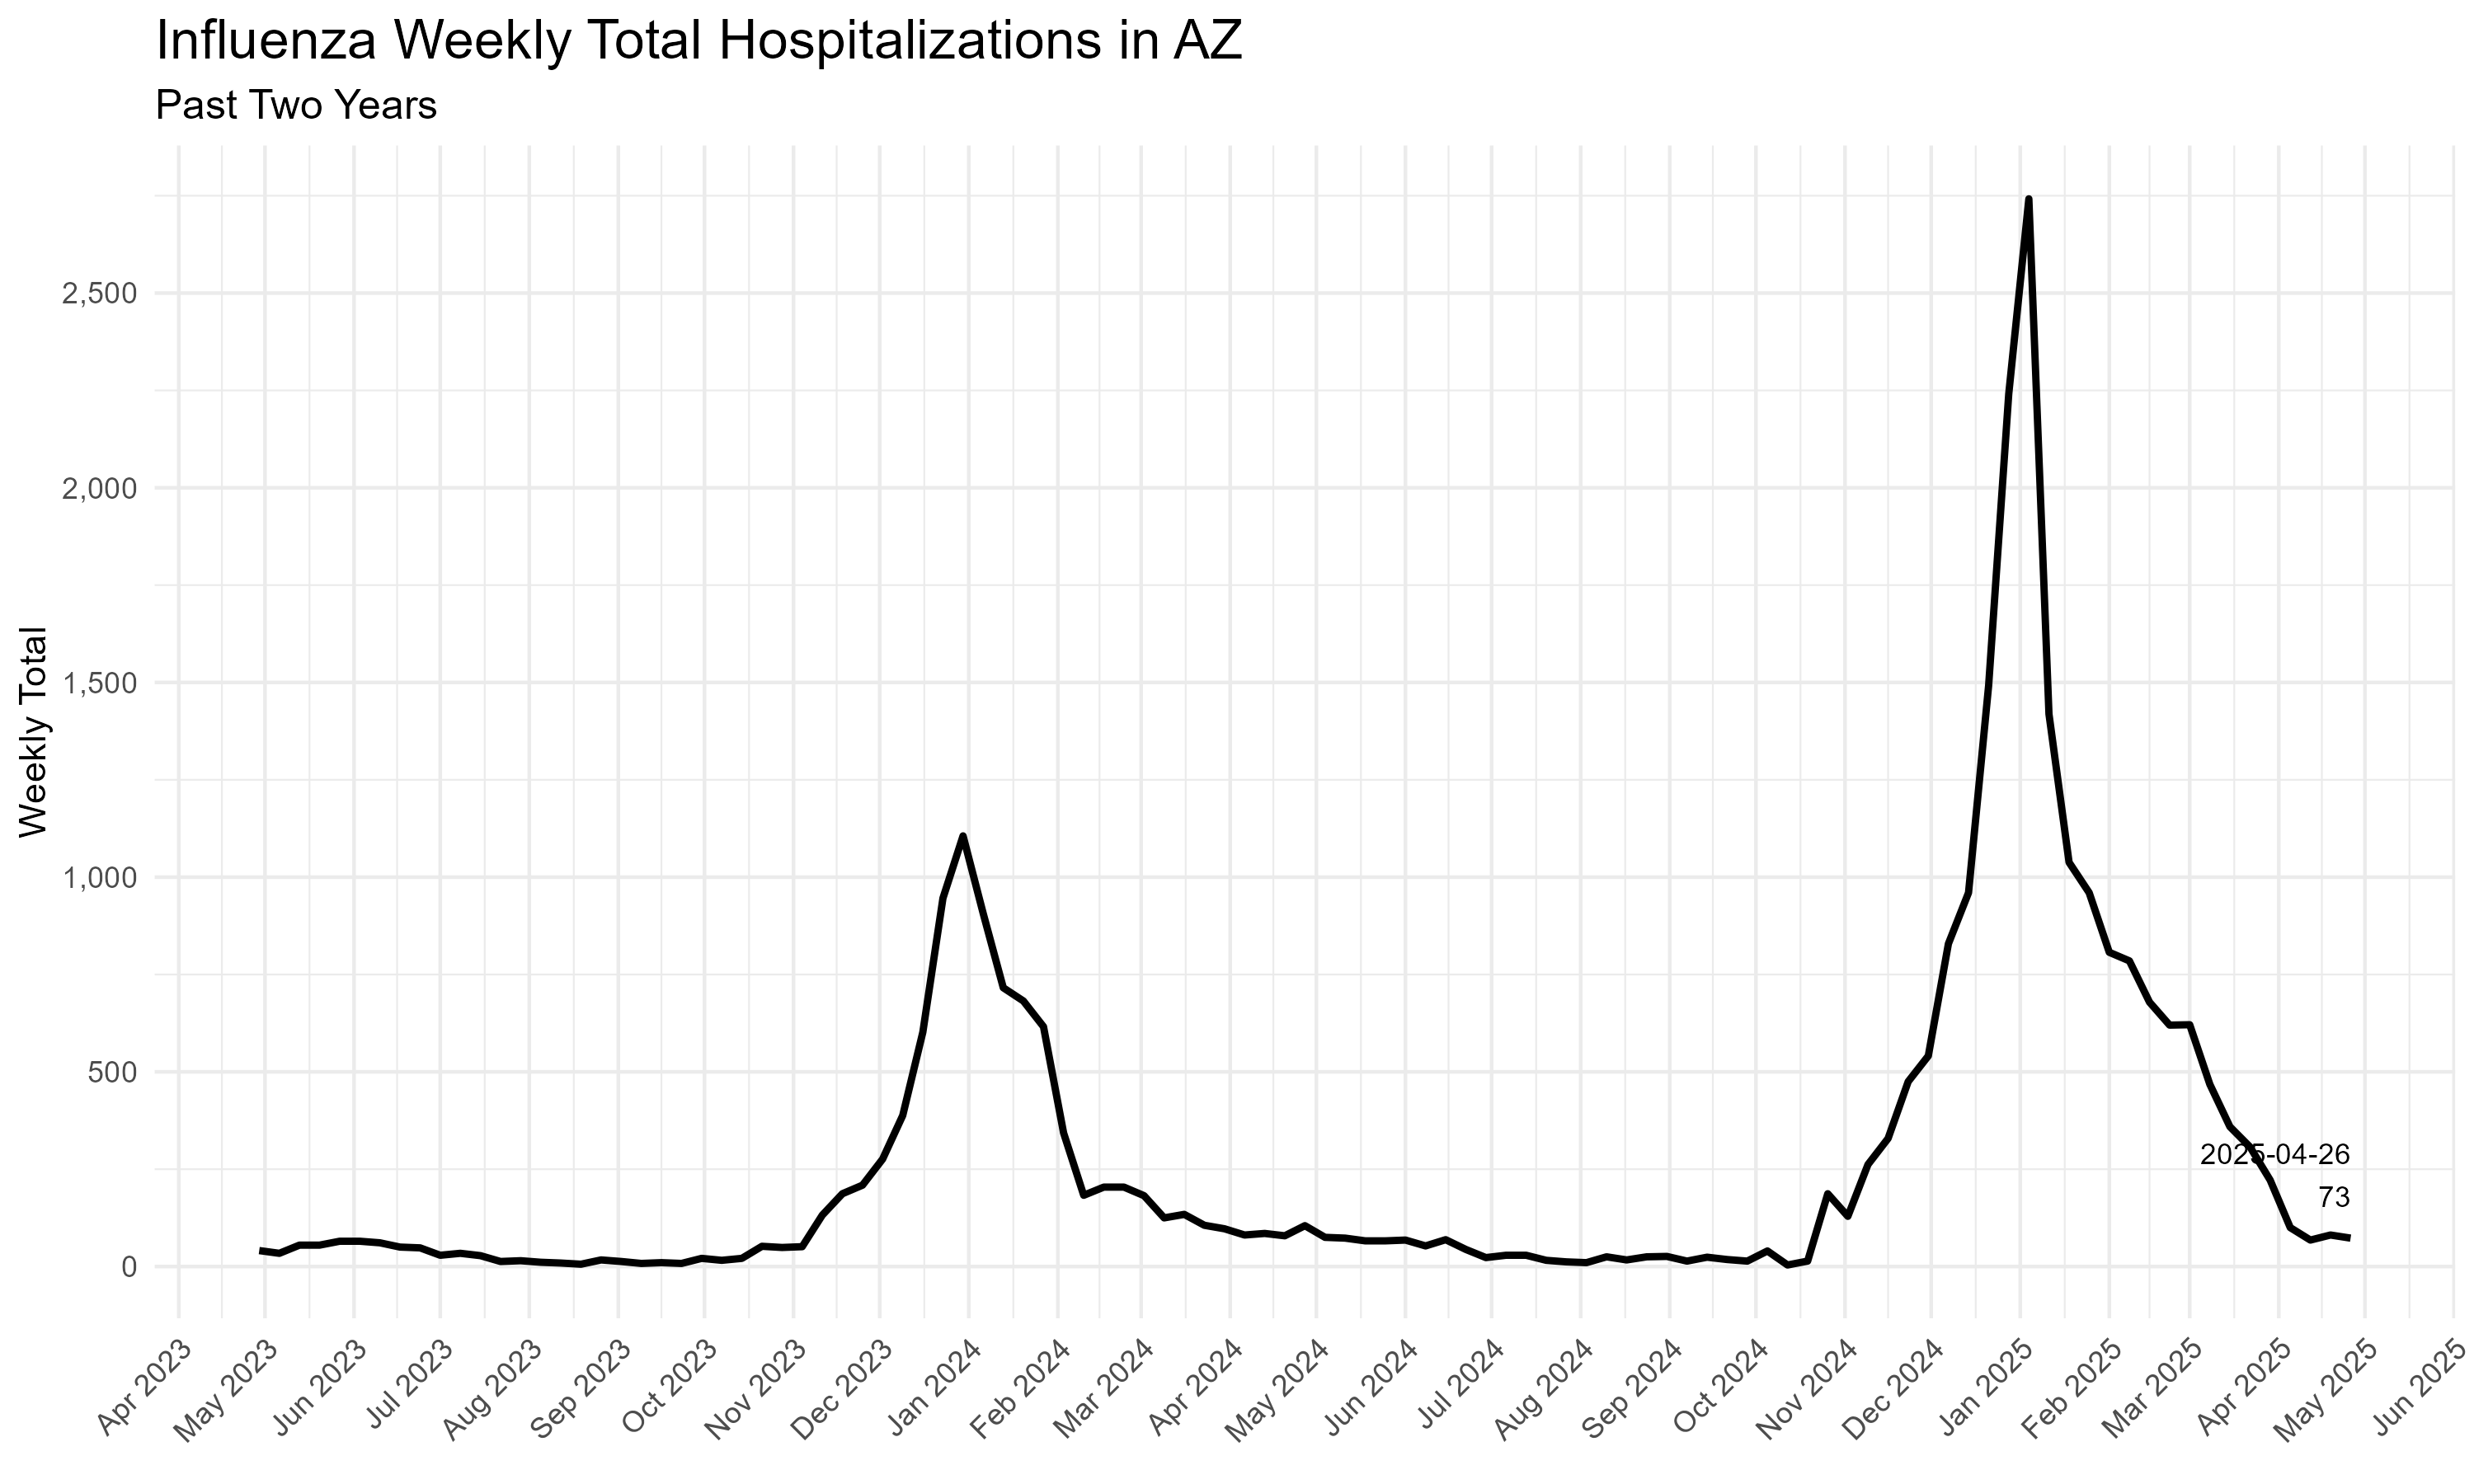 Influenza Weekly Total Hospitalizations in AZ
Past Two Years
Weekly Total
2,500
2,000
1,500
1,000
500
0
2025-04-26
73
Apr 2023
May 2023
Jun 2023
Jul 2023
Aug 2023
Sep 2023
Oct 2023
Nov 2023
Dec 2023
Jan 2024
Feb 2024
Mar 2024
Apr 2024
May 2024
Jun 2024
Jul 2024
Aug 2024
Sep 2024
Oct 2024
Nov 2024
Dec 2024
Jan 2025
Feb 2025
Mar 2025
Apr 2025
May 2025
Jun 2025